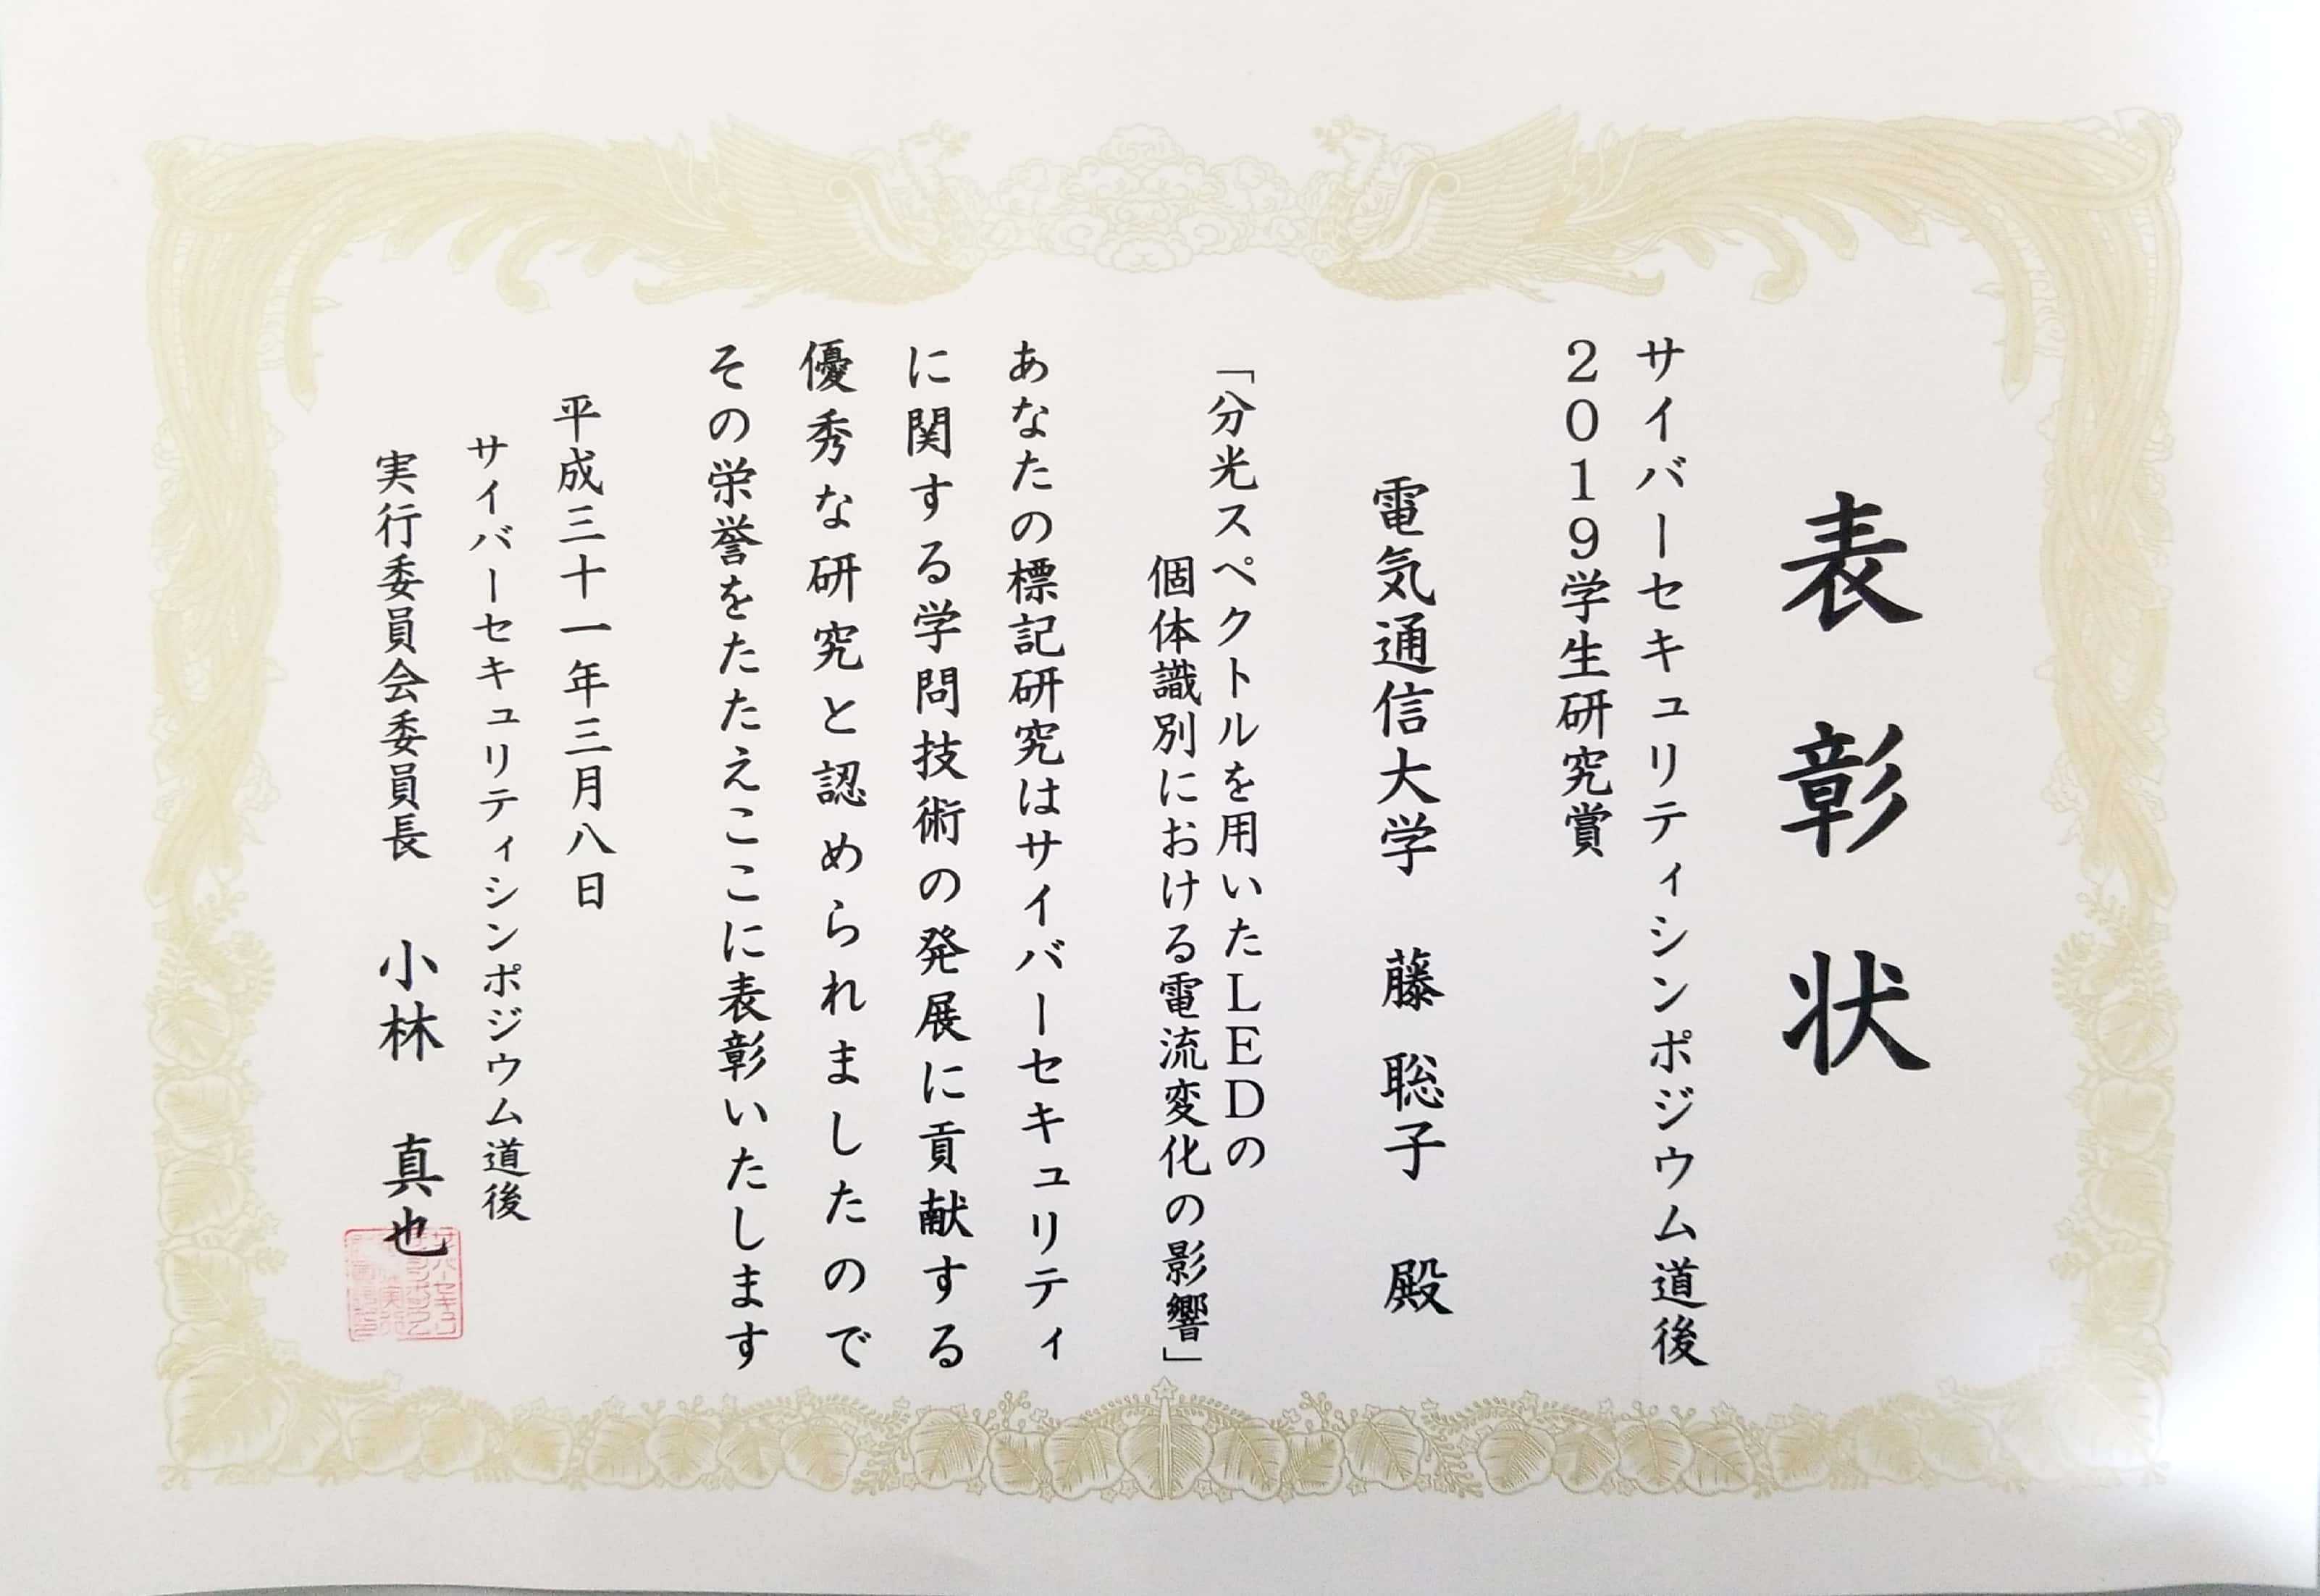 表彰状
サイバーセキュリティシンポジウム道後
2019学生研究賞
電気通信大学 藤 聡子 殿
「分光スペクトルを用いたLEDの
個体識別における電流変化の影響」
あなたの標記研究はサイバーセキュリティ
に関する学問技術の発展に貢献する
優秀な研究と認められましたので
その栄誉をたたえここに表彰いたします
平成三十一年三月八日
サイバーセキュリティシンポジウム道後
実行委員会委員長 小林 真也